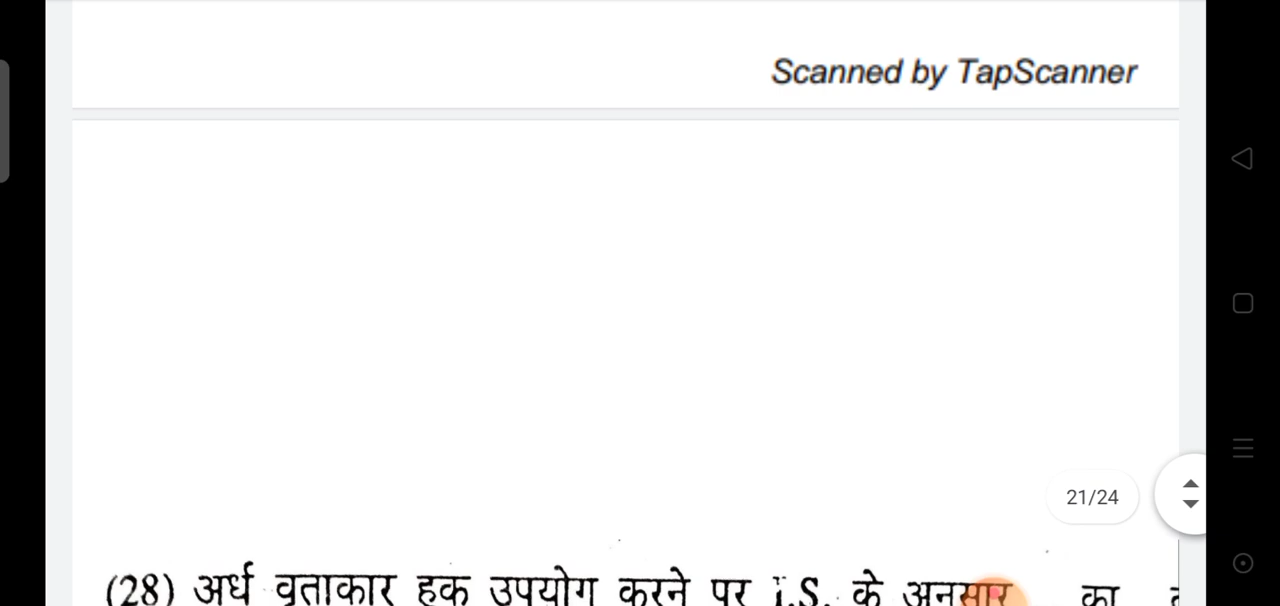 Scanned by TapScanner
21/24
(28) अर्ध वृताकार हुक उपयोग करने पर I.S. के अनुसार का